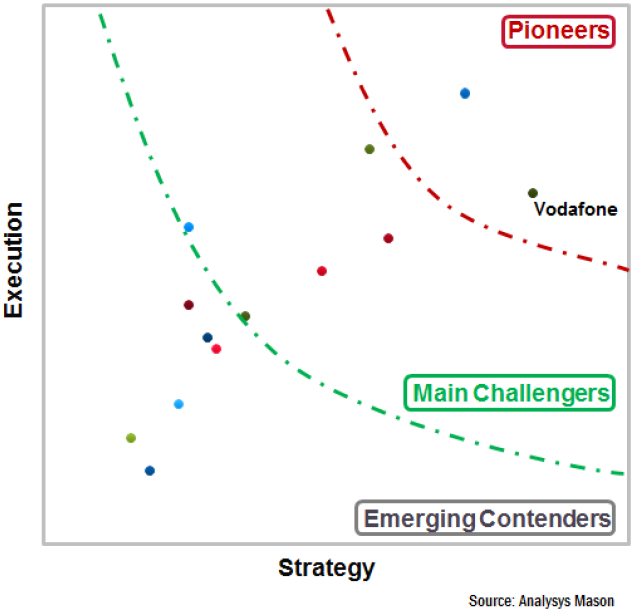 Pioneers
Vodafone
Execution
Main Challengers
Emerging Contenders
Strategy
Source: Analysys Mason